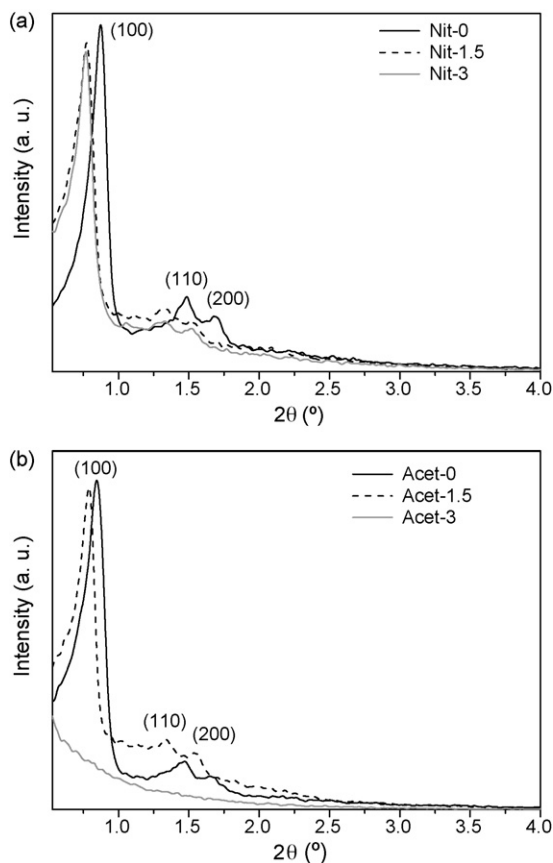 (a)
(100)
Nit-0
Nit-1.5
Nit-3
Intensity (a. u.)
(110)
(200)
1.0 1.5 2.0 2.5 3.0 3.5 4.0
2θ (º)
(b)
(100)
Acet-0
Acet-1.5
Acet-3
Intensity (a. u.)
(110)
(200)
1.0 1.5 2.0 2.5 3.0 3.5 4.0
2θ (º)